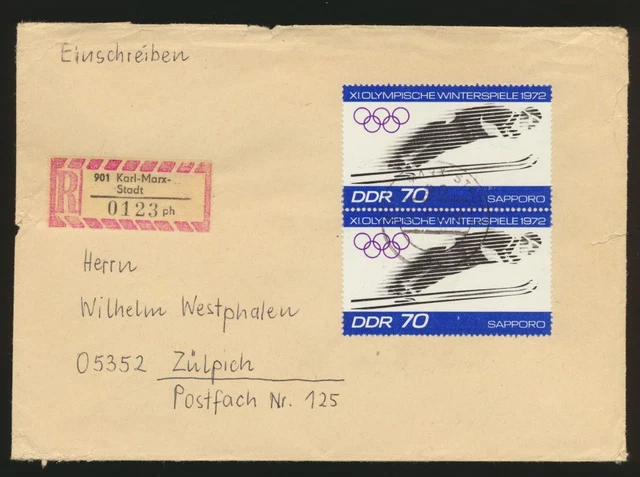 Einschreiben
XI.OLYMPISCHE WINTERSPIELE 1972
DDR 70 SAPPORO
XI.OLYMPISCHE WINTERSPIELE 1972
DDR 70 SAPPORO
R
901 Karl-Marx-
Stadt
0123 ph
Herrn
Wilhelm Westphalen
05352 Zülpich
Postfach Nr. 125